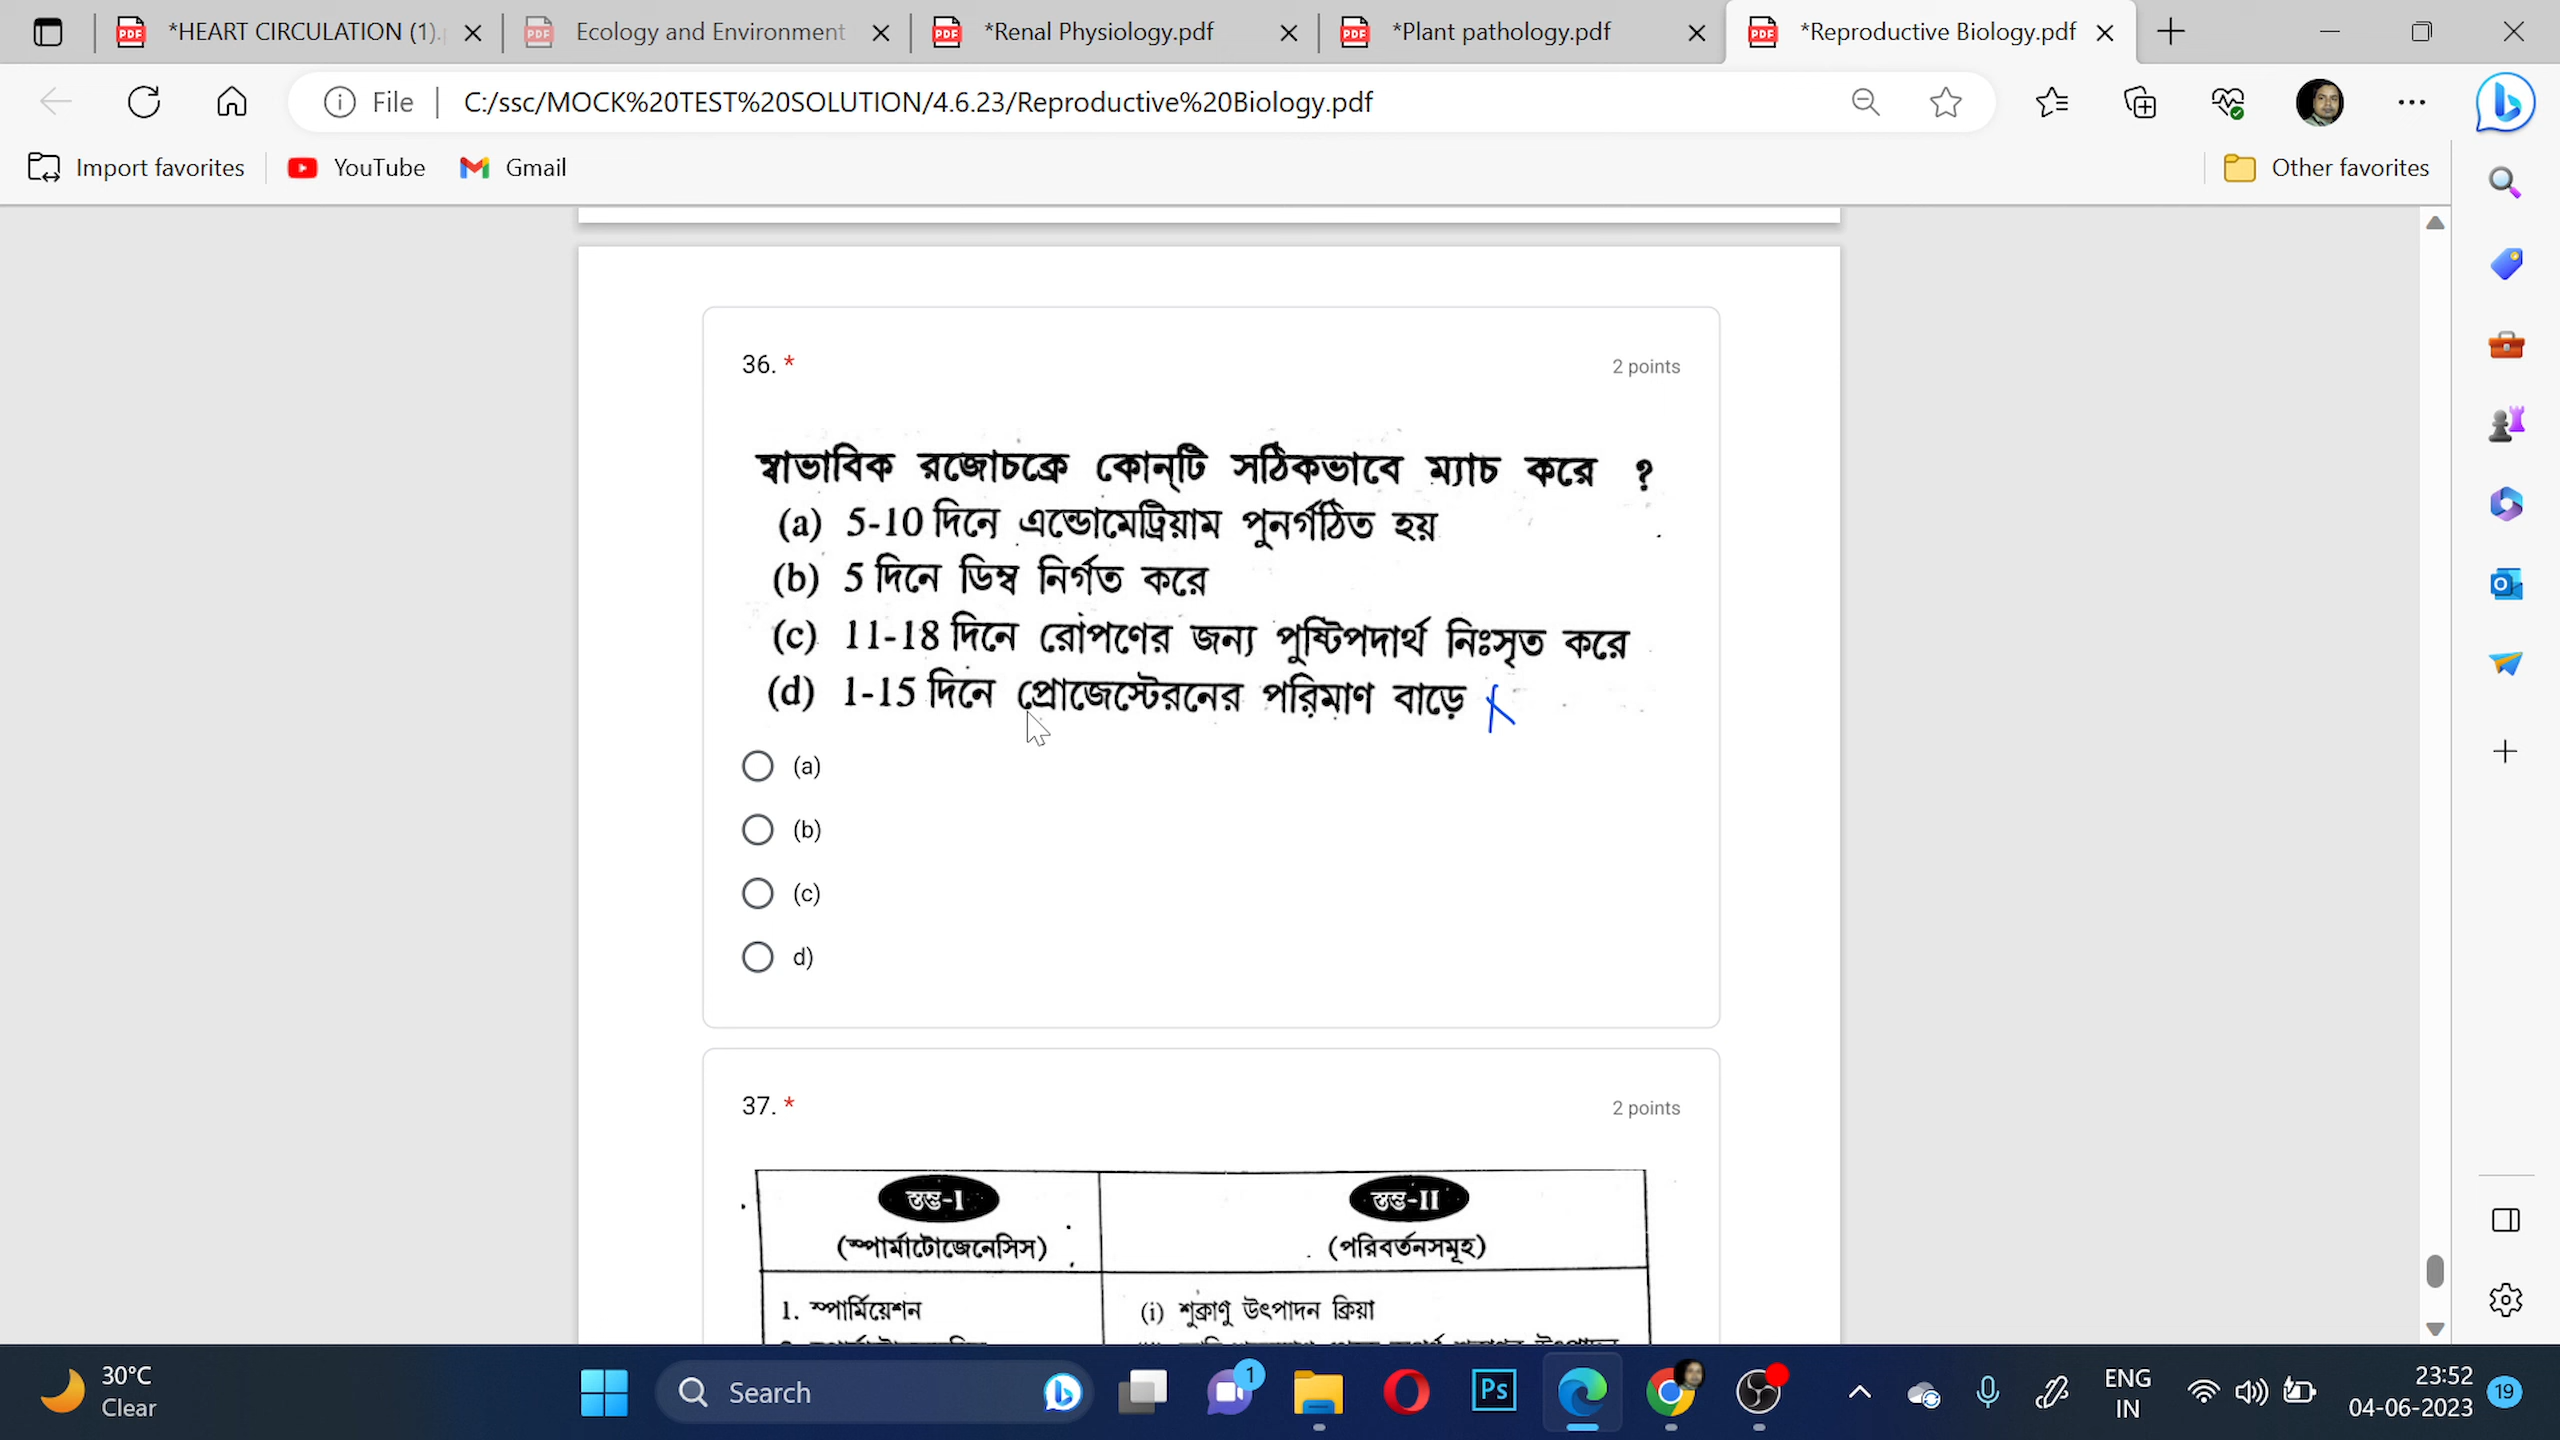 *HEART CIRCULATION (1).
Ecology and Environment
*Renal Physiology.pdf
*Plant pathology.pdf
*Reproductive Biology.pdf
File
C:/ssc/MOCK%20TEST%20SOLUTION/4.6.23/Reproductive%20Biology.pdf
Import favorites
YouTube
Gmail
Other favorites
36. *
2 points
স্বাভাবিক রজোচক্রে কোন্‌টি সঠিকভাবে ম্যাচ করে ?
(a) 5-10 দিনে এন্ডোমেট্রিয়াম পুনর্গঠিত হয়
(b) 5 দিনে ডিম্ব নির্গত করে
(c) 11-18 দিনে রোপণের জন্য পুষ্টিপদার্থ নিঃসৃত করে
(d) 1-15 দিনে প্রোজেস্টেরনের পরিমাণ বাড়ে
(a)
(b)
(c)
d)
37. *
2 points
স্তম্ভ-I
স্তম্ভ-II
(স্পার্মাটোজেনেসিস)
(পরিবর্তনসমূহ)
1. স্পার্মিয়েশন
(i) শুক্রাণু উৎপাদন ক্রিয়া
30°C
Clear
Search
1
Ps
ENG
IN
23:52
04-06-2023
19